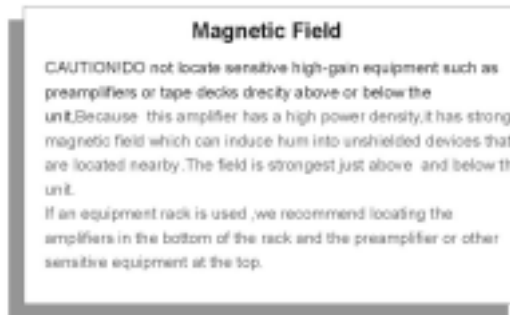 Magnetic Field
CAUTION!DO not locate sensitive high-gain equipment such as
preamplifiers or tape decks drecity above or below the
unit,Because this amplifier has a high power density,it has strong
magnetic field which can induce hum into unshielded devices that
are located nearby.The field is strongest just above and below th
unit.
If an equipment rack is used ,we recommend locating the
amplifiers in the bottom of the rack and the preamplifier or other
sensitive equipment at the top.